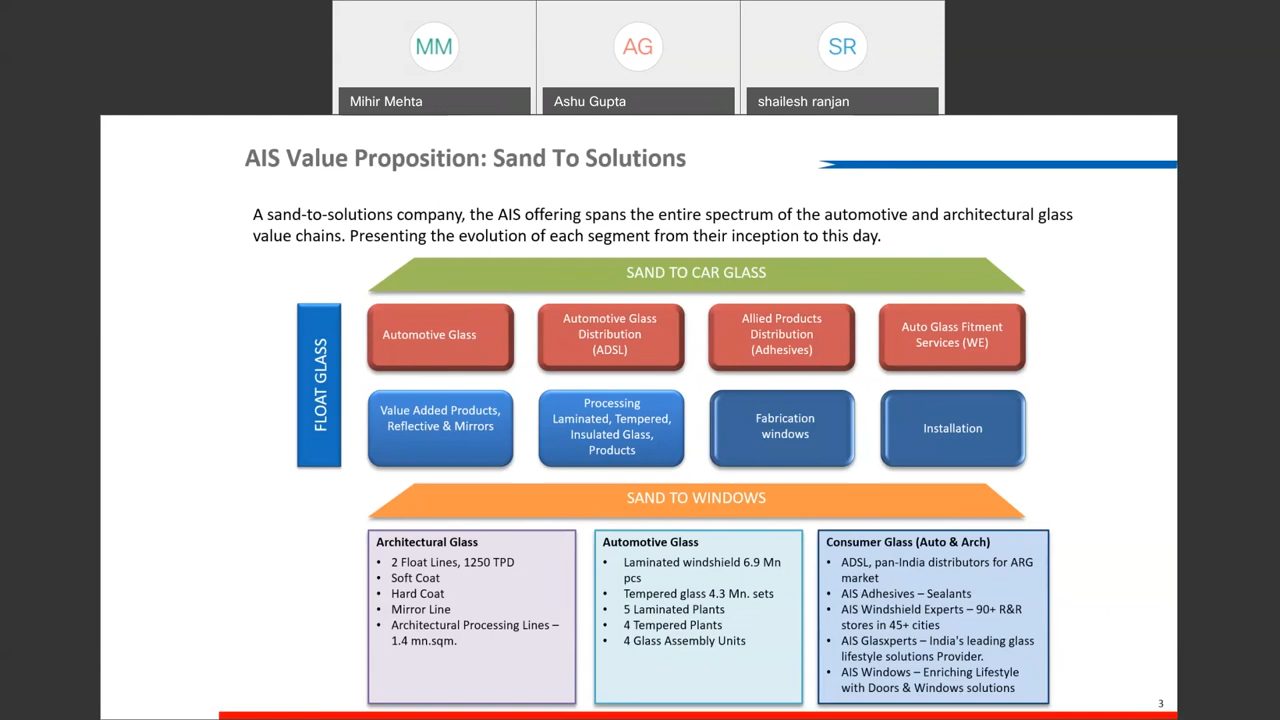 MM
AG
SR
Mihir Mehta
Ashu Gupta
shailesh ranjan
AIS Value Proposition: Sand To Solutions
A sand-to-solutions company, the AIS offering spans the entire spectrum of the automotive and architectural glass
value chains. Presenting the evolution of each segment from their inception to this day.
SAND TO CAR GLASS
FLOAT GLASS
Automotive Glass
Automotive Glass
Distribution
(ADSL)
Allied Products
Distribution
(Adhesives)
Auto Glass Fitment
Services (WE)
Value Added Products,
Reflective & Mirrors
Processing
Laminated, Tempered,
Insulated Glass,
Products
Fabrication
windows
Installation
SAND TO WINDOWS
Architectural Glass
• 2 Float Lines, 1250 TPD
• Soft Coat
• Hard Coat
• Mirror Line
• Architectural Processing Lines –
1.4 mn.sqm.
Automotive Glass
• Laminated windshield 6.9 Mn
pcs
• Tempered glass 4.3 Mn. sets
• 5 Laminated Plants
• 4 Tempered Plants
• 4 Glass Assembly Units
Consumer Glass (Auto & Arch)
• ADSL, pan-India distributors for ARG
market
• AIS Adhesives – Sealants
• AIS Windshield Experts – 90+ R&R
stores in 45+ cities
• AIS Glasxperts – India's leading glass
lifestyle solutions Provider.
• AIS Windows – Enriching Lifestyle
with Doors & Windows solutions
3